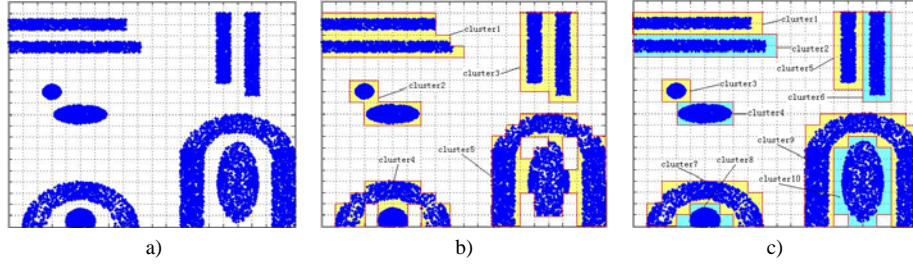 cluster1
cluster3
cluster2
cluster5
cluster4
cluster1
cluster2
cluster5
cluster3
cluster6
cluster4
cluster9
cluster7
cluster8
cluster10
a)
b)
c)